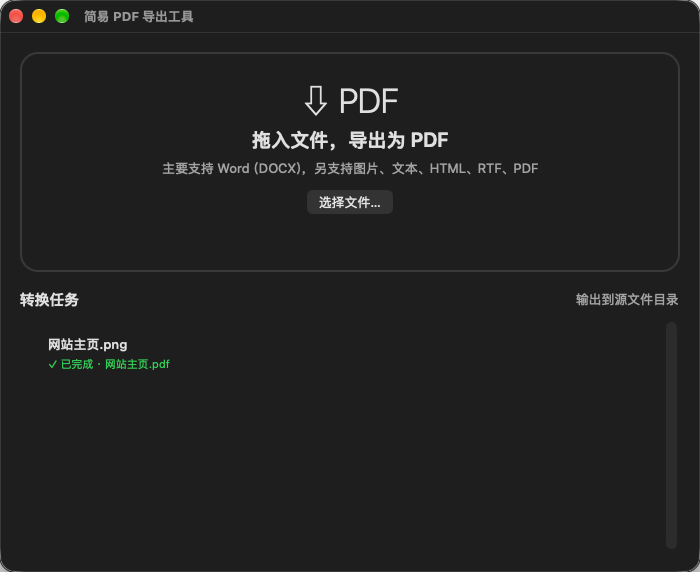 简易 PDF 导出工具
⇩ PDF
拖入文件，导出为 PDF
主要支持 Word (DOCX)，另支持图片、文本、HTML、RTF、PDF
选择文件...
转换任务
输出到源文件目录
网站主页.png
✓ 已完成 · 网站主页.pdf